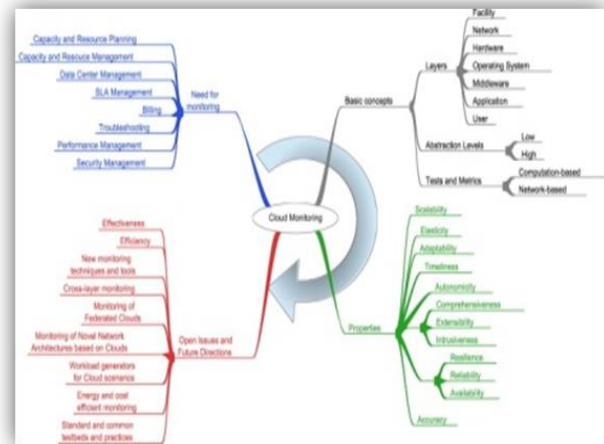 Capacity and Resource Planning
Capacity and Resouce Management
Data Center Management
SLA Management
Billing
Troubleshooting
Performance Management
Security Management
Need for
monitoring
Basic concepts
Layers
Facility
Network
Hardware
Operating System
Middleware
Application
User
Abstraction Levels
Low
High
Tests and Metrics
Computation-based
Network-based
Cloud Monitoring
Effectiveness
Efficiency
New monitoring
techniques and tools
Cross-layer monitoring
Monitoring of
Federated Clouds
Monitoring of Novel Network
Architectures based on Clouds
Workload generators
for Cloud scenarios
Energy and cost
efficient monitoring
Standard and common
testbeds and practices
Open Issues and
Future Directions
Properties
Scalability
Elasticity
Adaptability
Timeliness
Autonomicity
Comprehensiveness
Extensibility
Intrusiveness
Resilience
Reliability
Availability
Accuracy